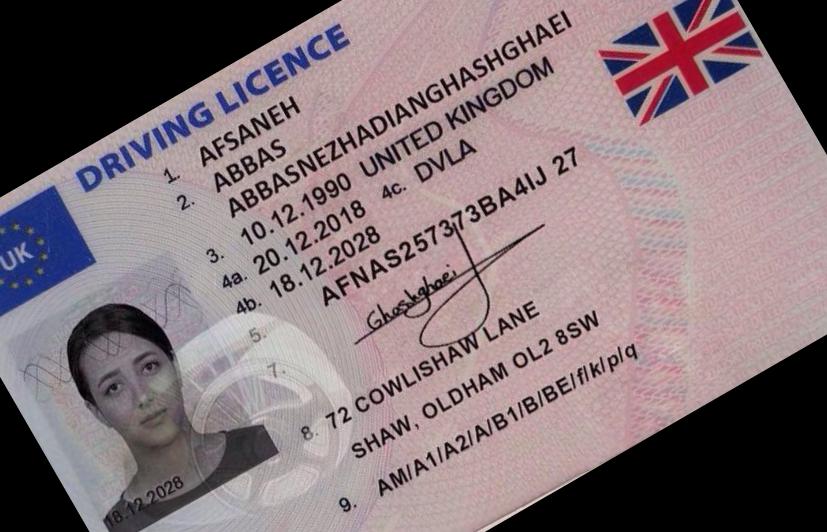 DRIVING LICENCE
UK
1. AFSANEH
2. ABBAS
ABBASNEZHADIANGHASHGHAEI
3. 10.12.1990 UNITED KINGDOM
4a. 20.12.2018 4c. DVLA
4b. 18.12.2028
5. AFNAS257373BA4IJ 27
7. Ghashghaei
8. 72 COWLISHAW LANE
SHAW, OLDHAM OL2 8SW
9. AM/A1/A2/A/B1/B/BE/f/k/p/q
18.12.2028